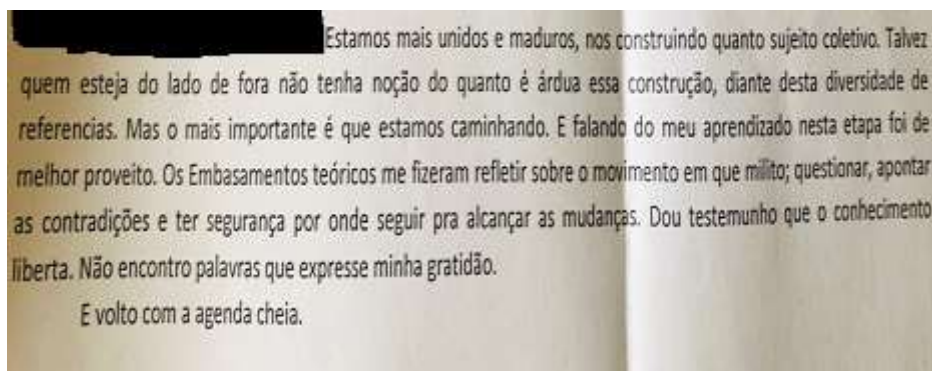 Estamos mais unidos e maduros, nos construindo quanto sujeito coletivo. Talvez
quem esteja do lado de fora não tenha noção do quanto é árdua essa construção, diante desta diversidade de
referencias. Mas o mais importante é que estamos caminhando. E falando do meu aprendizado nesta etapa foi de
melhor proveito. Os Embasamentos teóricos me fizeram refletir sobre o movimento em que milito; questionar, apontar
as contradições e ter segurança por onde seguir pra alcançar as mudanças. Dou testemunho que o conhecimento
liberta. Não encontro palavras que expresse minha gratidão.
E volto com a agenda cheia.